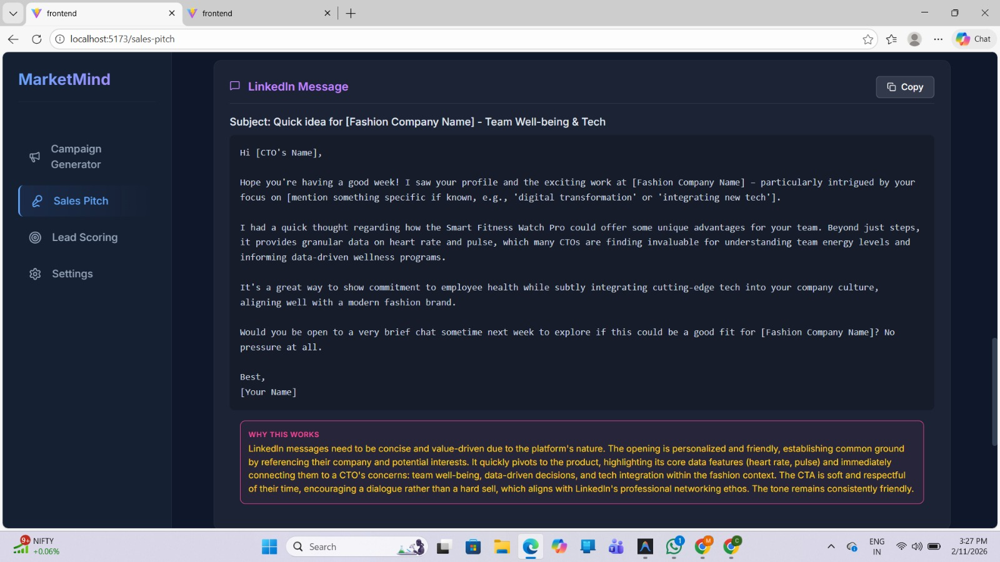 frontend
frontend
localhost:5173/sales-pitch
Chat
MarketMind
Campaign
Generator
Sales Pitch
Lead Scoring
Settings
LinkedIn Message
Copy
Subject: Quick idea for [Fashion Company Name] - Team Well-being & Tech
Hi [CTO's Name],
Hope you're having a good week! I saw your profile and the exciting work at [Fashion Company Name] – particularly intrigued by your
focus on [mention something specific if known, e.g., 'digital transformation' or 'integrating new tech'].
I had a quick thought regarding how the Smart Fitness Watch Pro could offer some unique advantages for your team. Beyond just steps,
it provides granular data on heart rate and pulse, which many CTOs are finding invaluable for understanding team energy levels and
informing data-driven wellness programs.
It's a great way to show commitment to employee health while subtly integrating cutting-edge tech into your company culture,
aligning well with a modern fashion brand.
Would you be open to a very brief chat sometime next week to explore if this could be a good fit for [Fashion Company Name]? No
pressure at all.
Best,
[Your Name]
WHY THIS WORKS
LinkedIn messages need to be concise and value-driven due to the platform's nature. The opening is personalized and friendly, establishing common ground
by referencing their company and potential interests. It quickly pivots to the product, highlighting its core data features (heart rate, pulse) and immediately
connecting them to a CTO's concerns: team well-being, data-driven decisions, and tech integration within the fashion context. The CTA is soft and respectful
of their time, encouraging a dialogue rather than a hard sell, which aligns with LinkedIn's professional networking ethos. The tone remains consistently friendly.
9+
NIFTY
+0.06%
Search
1
M
C
ENG
IN
3:27 PM
2/11/2026